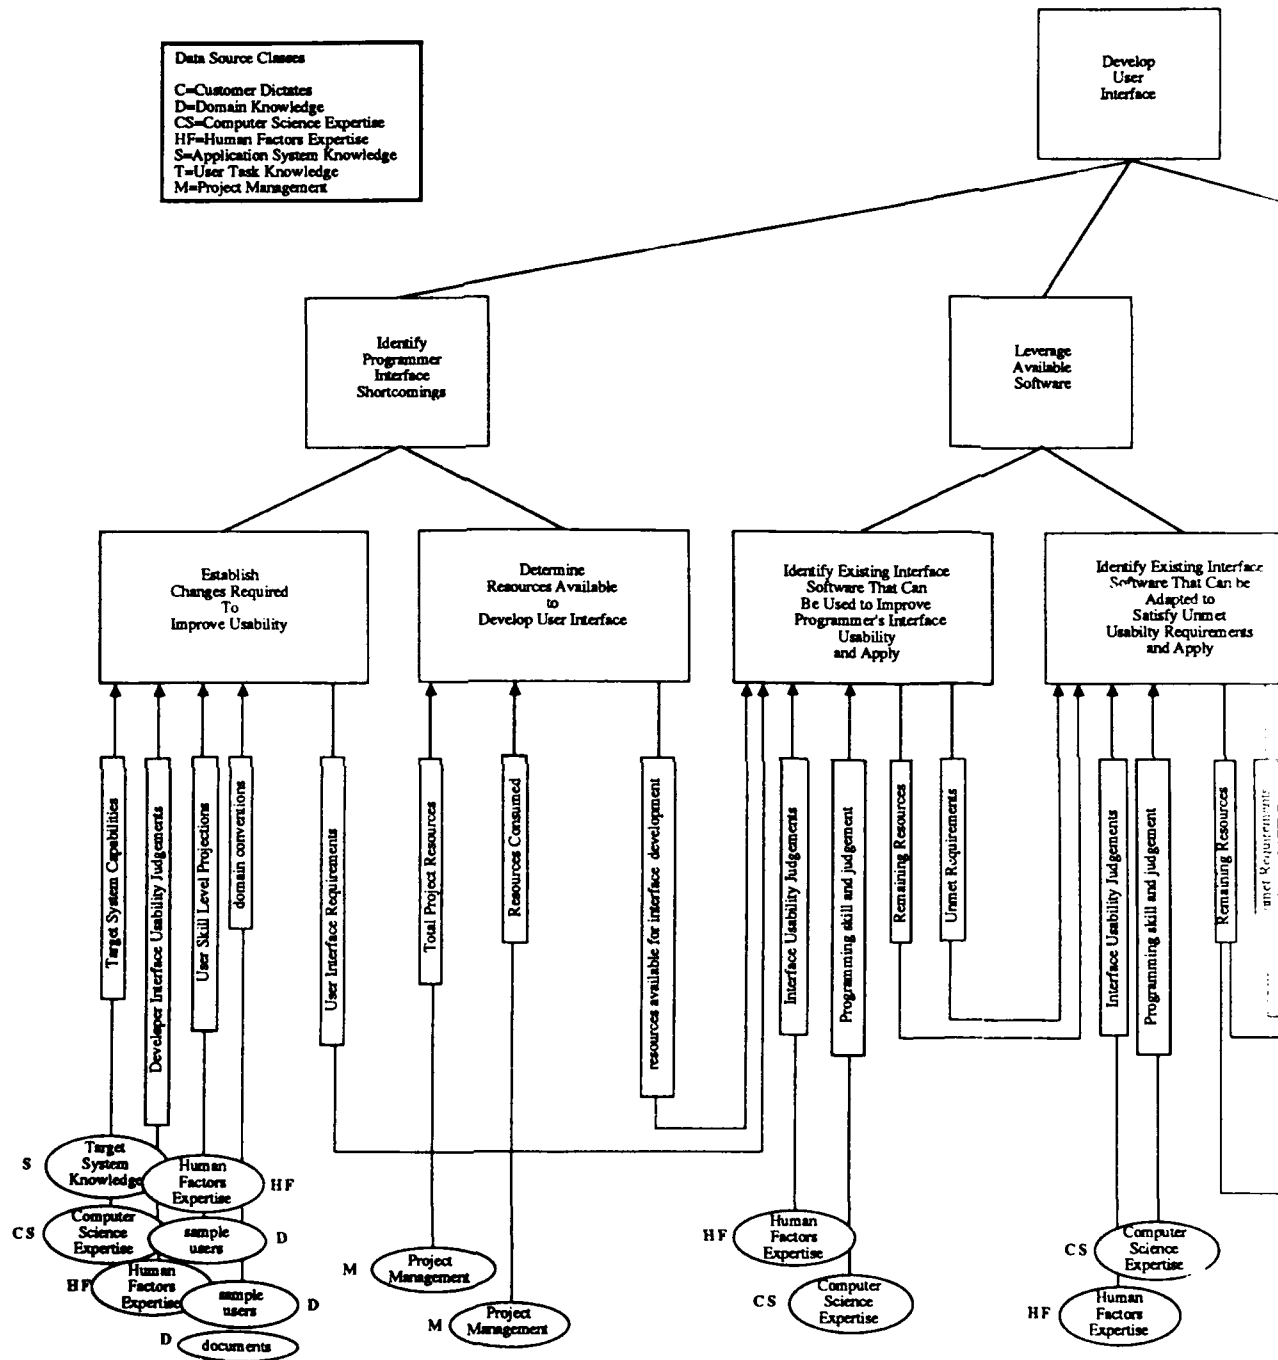 Data Source Classes
C=Customer Dictates
D=Domain Knowledge
CS=Computer Science Expertise
HF=Human Factors Expertise
S=Application System Knowledge
T=User Task Knowledge
M=Project Management
Develop
User
Interface
Identify
Programmer
Interface
Shortcomings
Leverage
Available
Software
Establish
Changes Required
To
Improve Usability
Determine
Resources Available
to
Develop User Interface
Identify Existing Interface
Software That Can
Be Used to Improve
Programmer's Interface
Usability
and Apply
Identify Existing Interface
Software That Can be
Adapted to
Satisfy Unmet
Usabilty Requirements
and Apply
Target System Capabilities
Developer Interface Usability Judgements
User Skill Level Projections
domain conventions
User Interface Requirements
Total Project Resources
Resources Consumed
resources available for interface development
Interface Usability Judgements
Programming skill and judgement
Remaining Resources
Unmet Requirements
Interface Usability Judgements
Programming skill and judgement
Remaining Resources
Requirements
S
Target
System
Knowledge
Human
Factors
Expertise
HF
CS
Computer
Science
Expertise
sample
users
D
HF
Human
Factors
Expertise
sample
users
D
D
documents
M
Project
Management
M
Project
Management
HF
Human
Factors
Expertise
CS
Computer
Science
Expertise
CS
Computer
Science
Expertise
HF
Human
Factors
Expertise